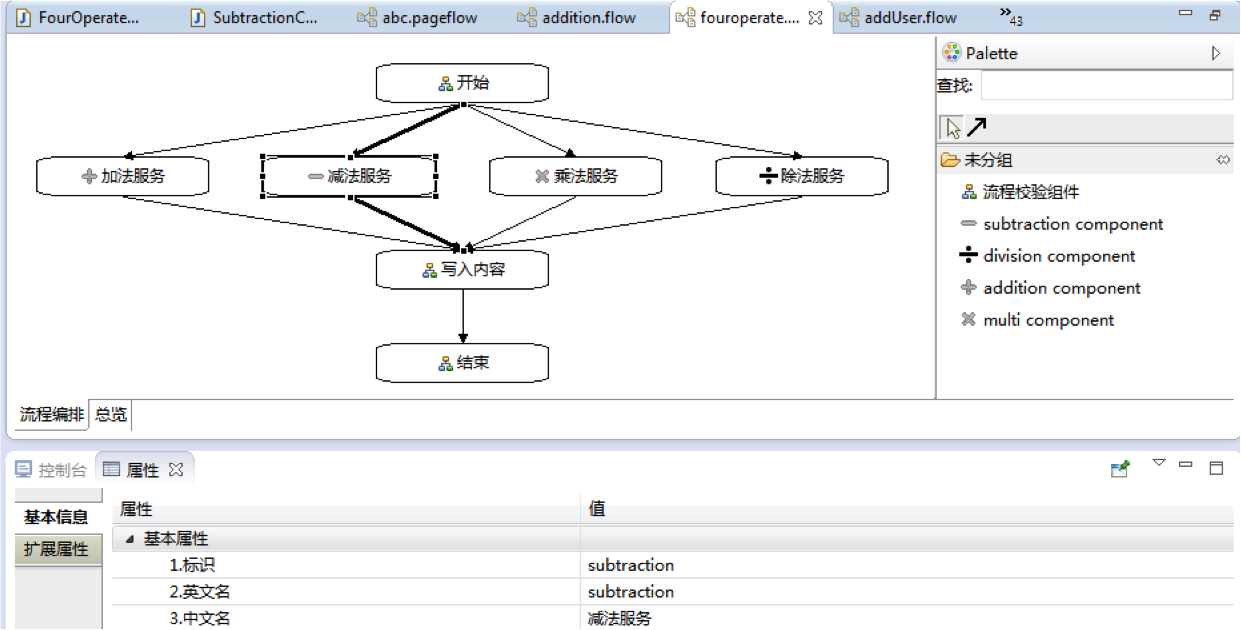 FourOperate... SubtractionC... abc.pageflow addition.flow fouroperate.... addUser.flow »43
Palette
查找:
开始
加法服务 减法服务 乘法服务 除法服务
写入内容
结束
未分组
流程校验组件
subtraction component
division component
addition component
multi component
流程编排 总览
控制台 属性
基本信息
扩展属性
属性 值
基本属性
1.标识 subtraction
2.英文名 subtraction
3.中文名 减法服务